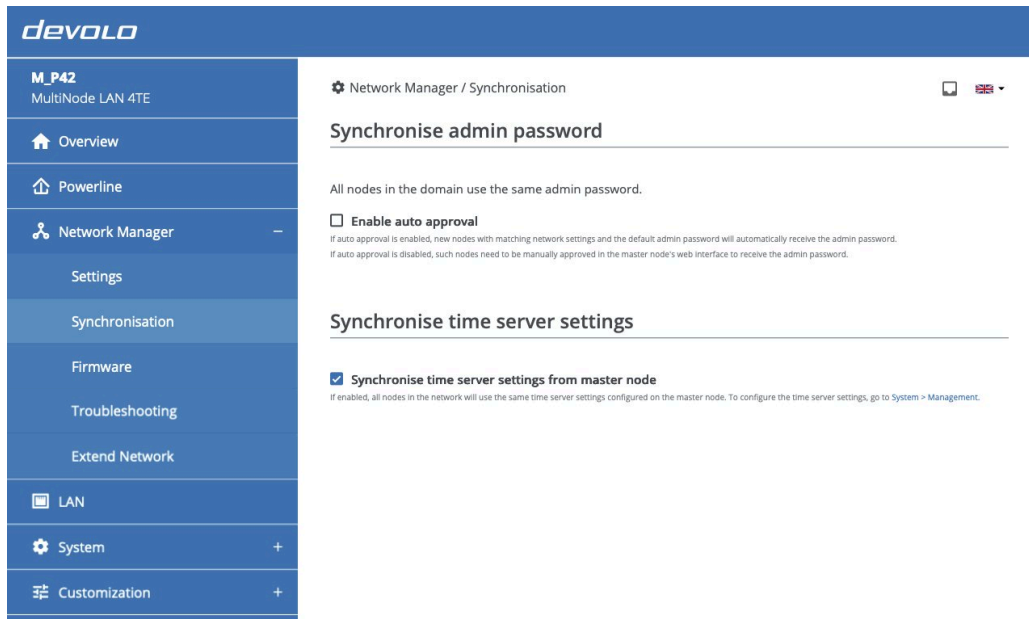 devolo
M_P42
MultiNode LAN 4TE
Overview
Powerline
Network Manager
Settings
Synchronisation
Firmware
Troubleshooting
Extend Network
LAN
System
Customization
Network Manager / Synchronisation
Synchronise admin password
All nodes in the domain use the same admin password.
Enable auto approval
If auto approval is enabled, new nodes with matching network settings and the default admin password will automatically receive the admin password.
If auto approval is disabled, such nodes need to be manually approved in the master node's web interface to receive the admin password.
Synchronise time server settings
Synchronise time server settings from master node
If enabled, all nodes in the network will use the same time server settings configured on the master node. To configure the time server settings, go to System > Management.